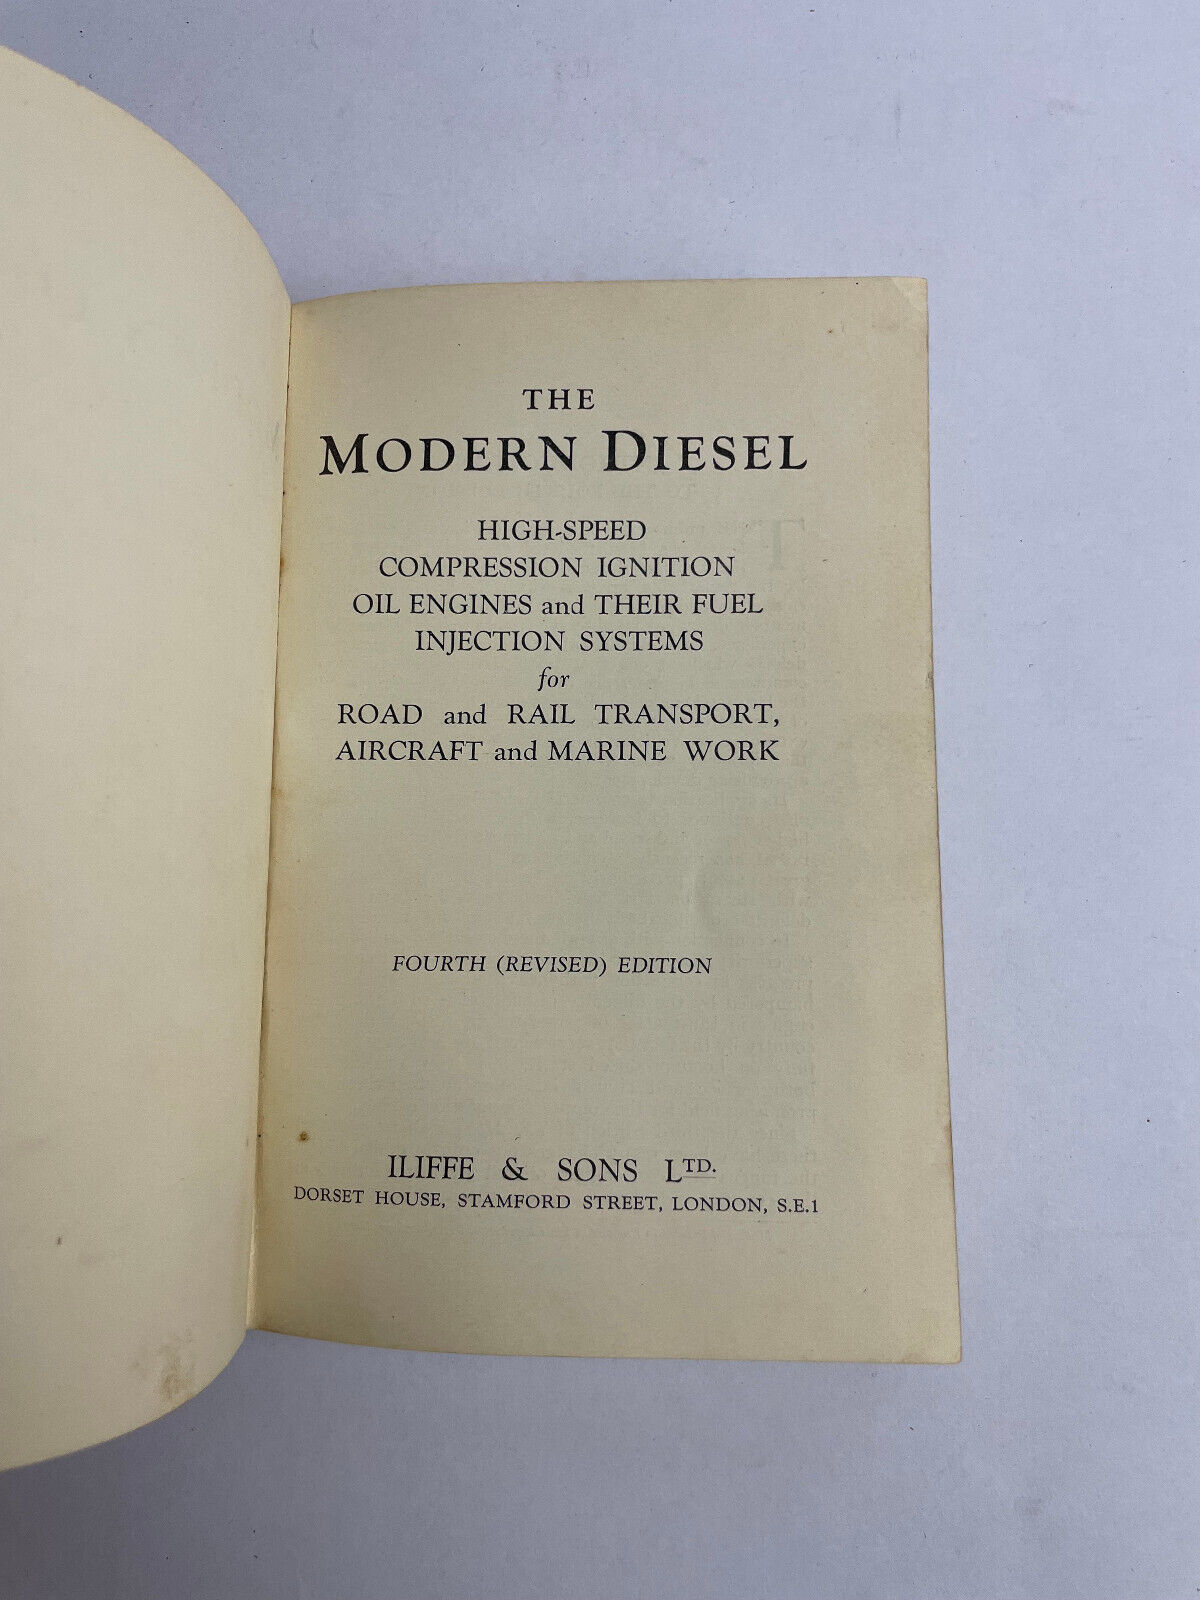 THE
MODERN DIESEL
HIGH-SPEED
COMPRESSION IGNITION
OIL ENGINES and THEIR FUEL
INJECTION SYSTEMS
for
ROAD and RAIL TRANSPORT,
AIRCRAFT and MARINE WORK
FOURTH (REVISED) EDITION
ILIFFE & SONS LTD.
DORSET HOUSE, STAMFORD STREET, LONDON, S.E.1